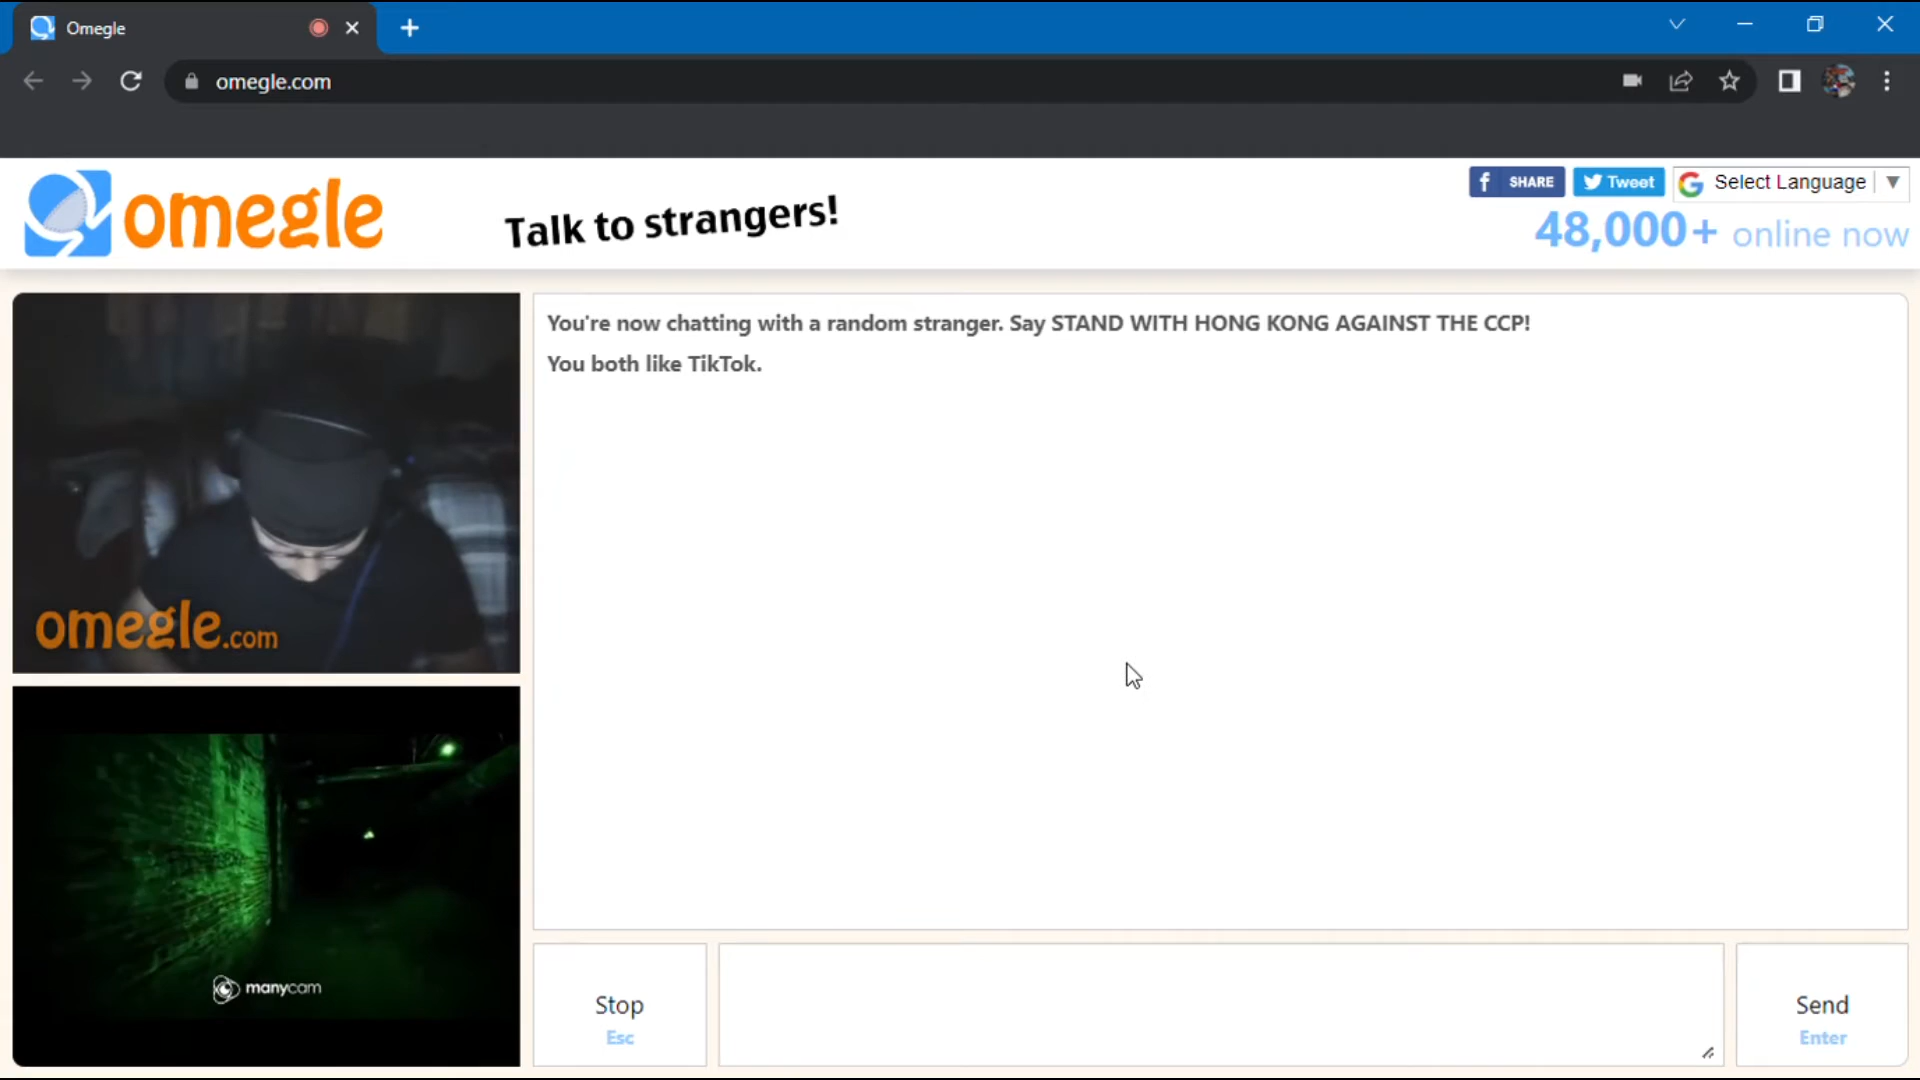 Omegle
omegle.com
omegle
Talk to strangers!
SHARE
Tweet
Select Language
48,000+ online now
You're now chatting with a random stranger. Say STAND WITH HONG KONG AGAINST THE CCP!
You both like TikTok.
omegle.com
manycam
Stop
Esc
Send
Enter